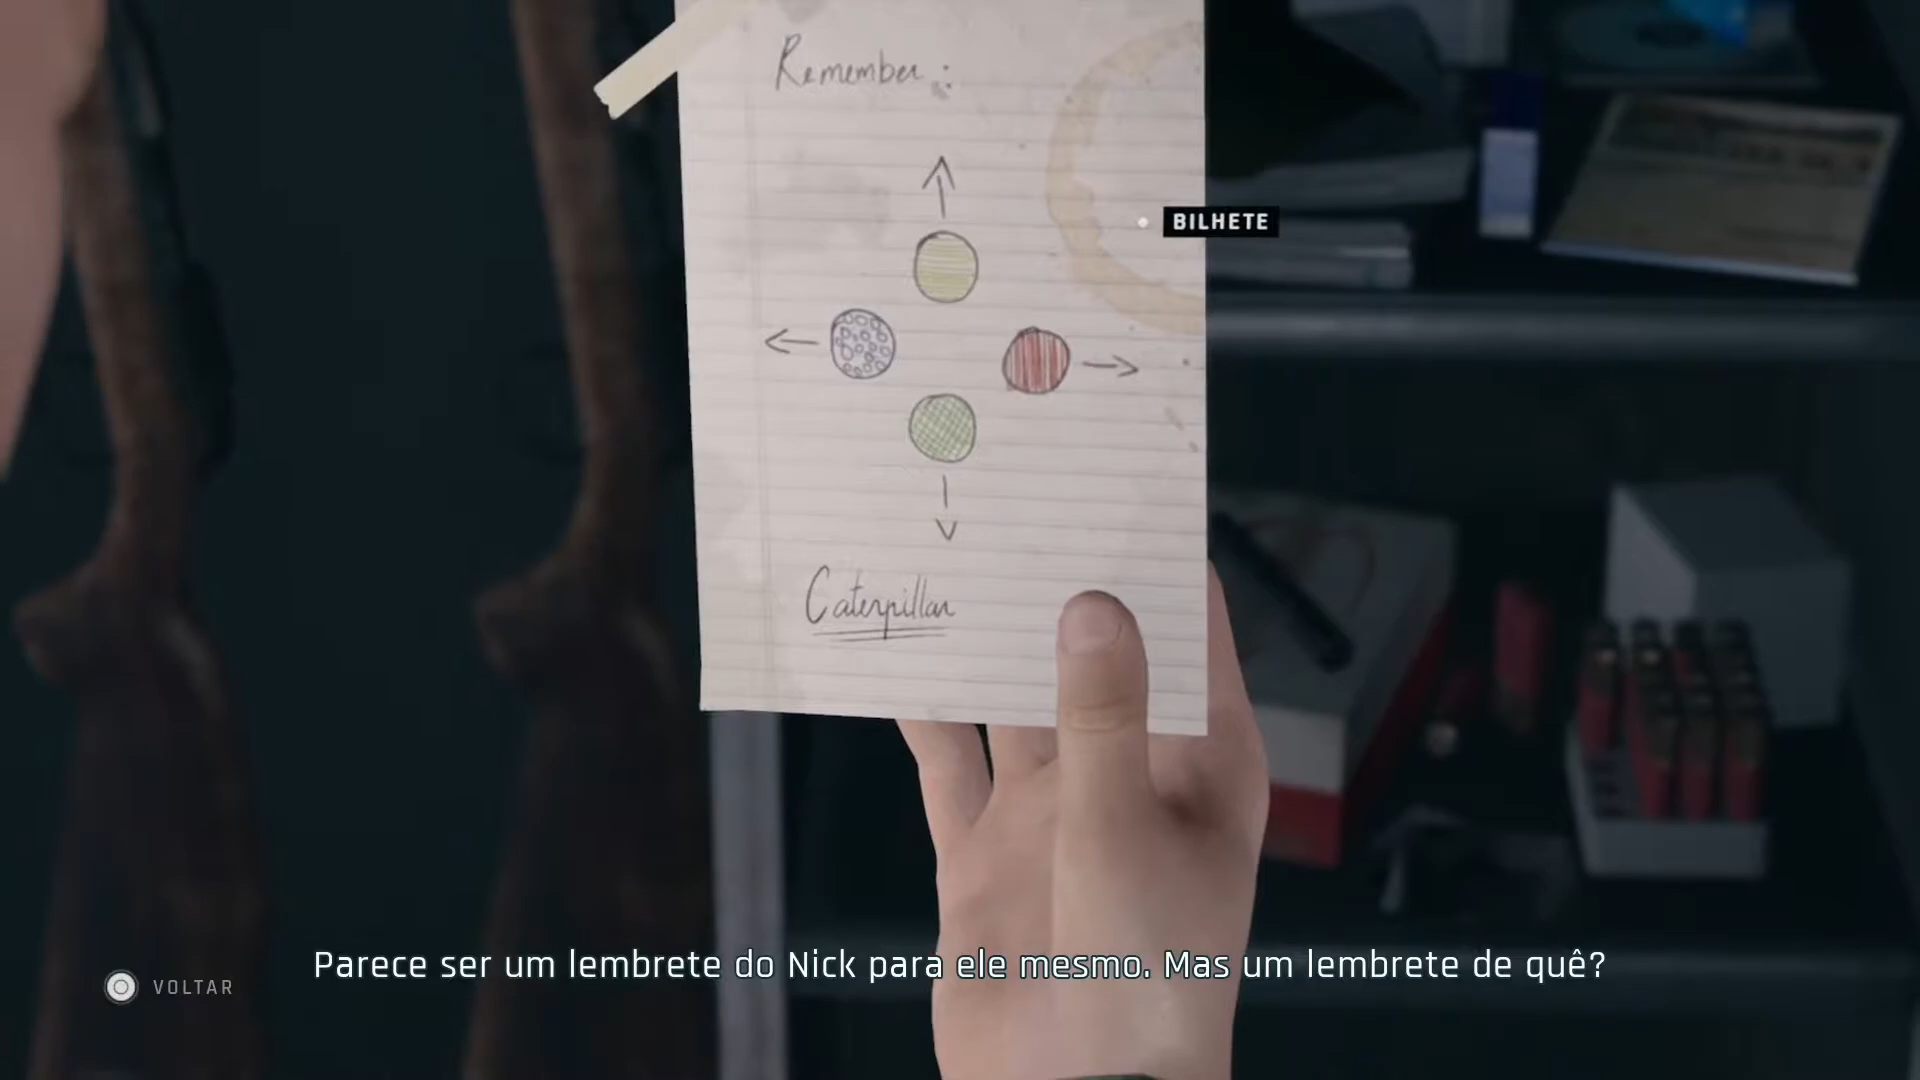 Remember:
BILHETE
Caterpillar
Parece ser um lembrete do Nick para ele mesmo. Mas um lembrete de quê?
VOLTAR